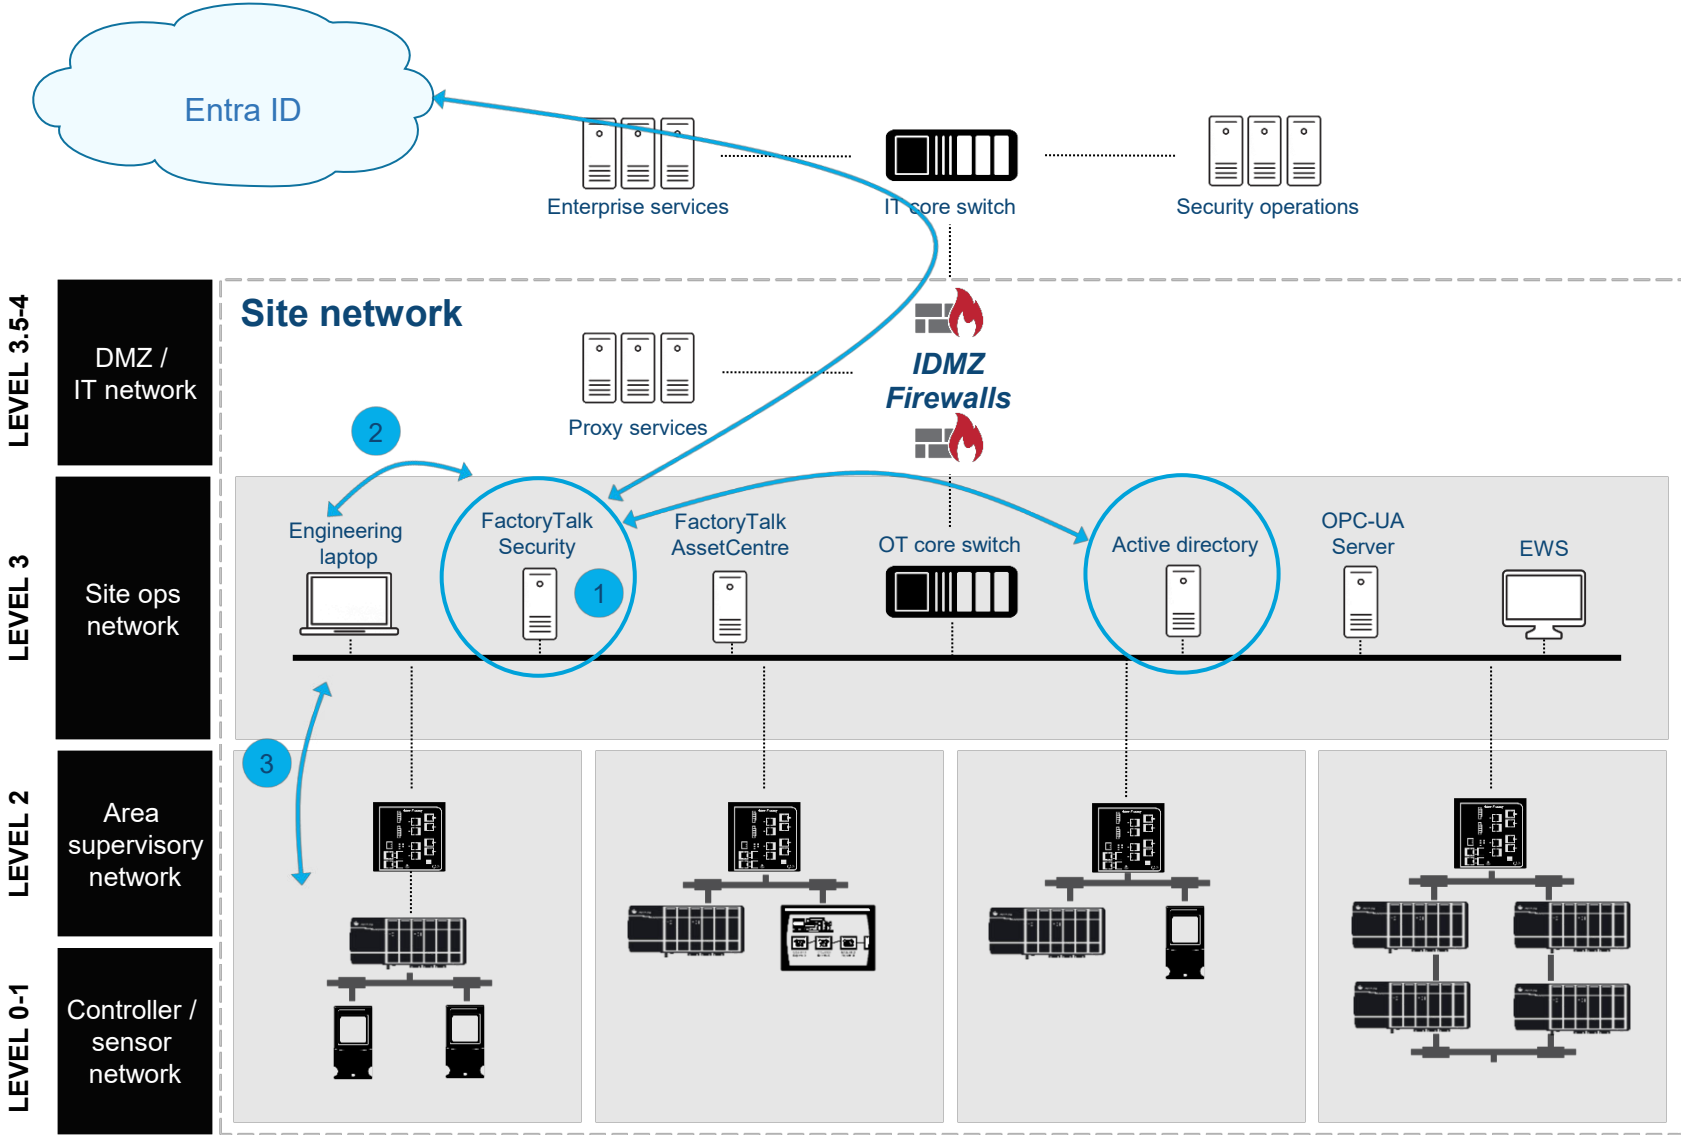 Entra ID
Enterprise services
IT core switch
Security operations
LEVEL 3.5-4
DMZ /
IT network
Site network
IDMZ
Firewalls
Proxy services
2
LEVEL 3
Site ops
network
Engineering
laptop
FactoryTalk
Security
1
FactoryTalk
AssetCentre
OT core switch
Active directory
OPC-UA
Server
EWS
3
LEVEL 2
Area
supervisory
network
LEVEL 0-1
Controller /
sensor
network